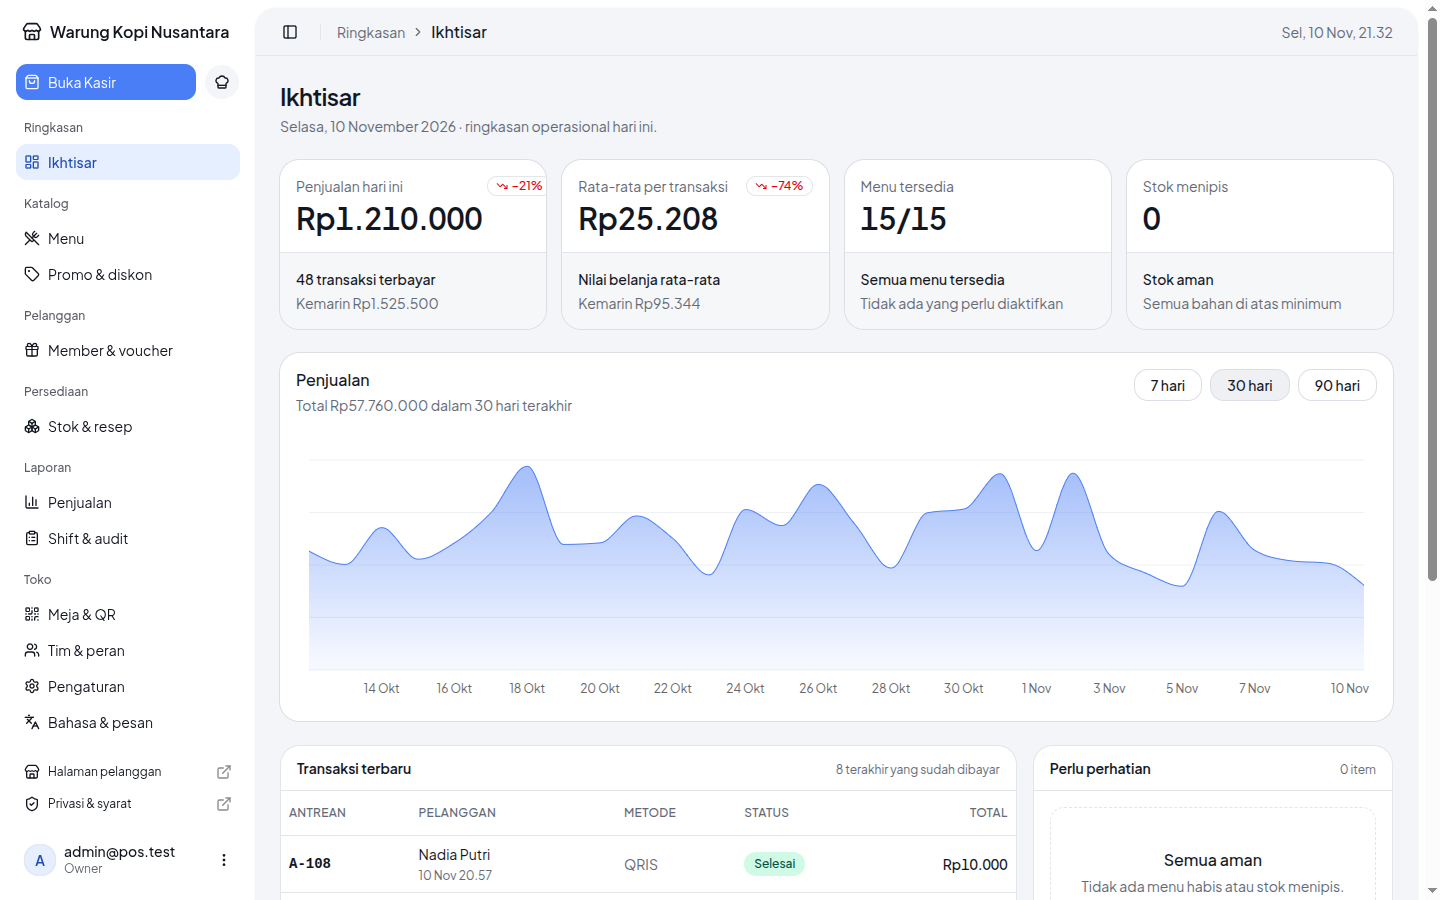 Warung Kopi Nusantara
Buka Kasir
Ringkasan
Ikhtisar
Katalog
Menu
Promo & diskon
Pelanggan
Member & voucher
Persediaan
Stok & resep
Laporan
Penjualan
Shift & audit
Toko
Meja & QR
Tim & peran
Pengaturan
Bahasa & pesan
Halaman pelanggan
Privasi & syarat
A
admin@pos.test
Owner
Ringkasan > Ikhtisar
Sel, 10 Nov, 21.32
Ikhtisar
Selasa, 10 November 2026 · ringkasan operasional hari ini.
Penjualan hari ini
−21%
Rp1.210.000
48 transaksi terbayar
Kemarin Rp1.525.500
Rata-rata per transaksi
−74%
Rp25.208
Nilai belanja rata-rata
Kemarin Rp95.344
Menu tersedia
15/15
Semua menu tersedia
Tidak ada yang perlu diaktifkan
Stok menipis
0
Stok aman
Semua bahan di atas minimum
Penjualan
Total Rp57.760.000 dalam 30 hari terakhir
7 hari
30 hari
90 hari
14 Okt 16 Okt 18 Okt 20 Okt 22 Okt 24 Okt 26 Okt 28 Okt 30 Okt 1 Nov 3 Nov 5 Nov 7 Nov 10 Nov
Transaksi terbaru
8 terakhir yang sudah dibayar
ANTREAN PELANGGAN METODE STATUS TOTAL
A-108 Nadia Putri QRIS Selesai Rp10.000
10 Nov 20.57
Perlu perhatian
0 item
Semua aman
Tidak ada menu habis atau stok menipis.